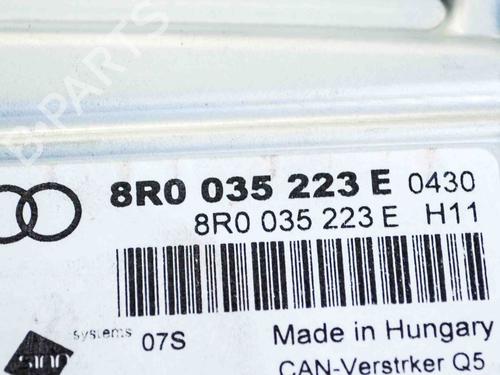 B-PARTS
8R0 035 223 E 0430
8R0 035 223 E H11
systems 07S Made in Hungary
CAN-Verstrker Q5